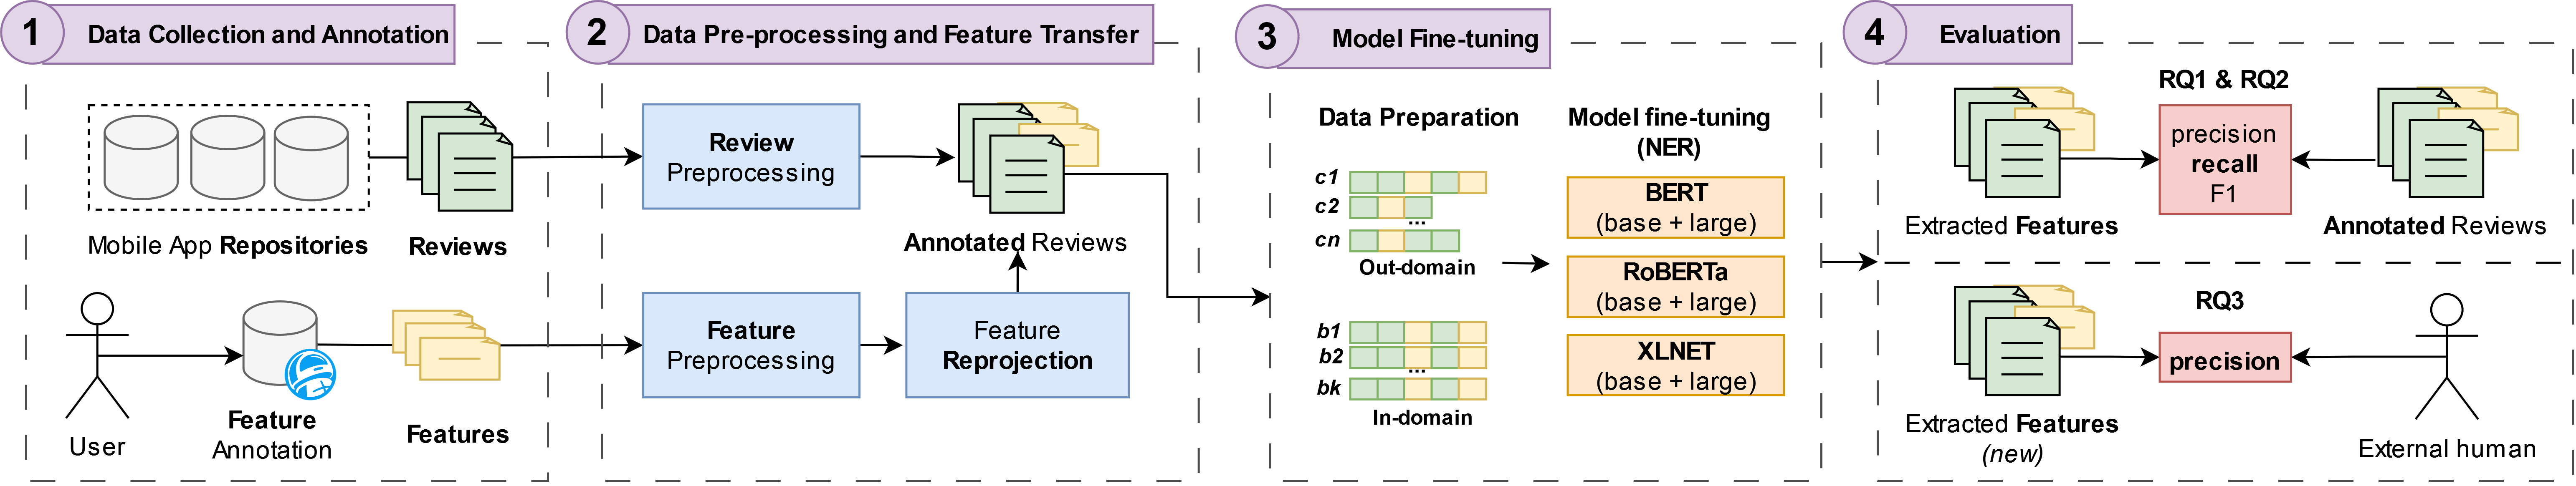 1
Data Collection and Annotation
Mobile App Repositories
Reviews
User
Feature
Annotation
Features
2
Data Pre-processing and Feature Transfer
Review
Preprocessing
Annotated Reviews
Feature
Preprocessing
Feature
Reprojection
3
Model Fine-tuning
Data Preparation
c1
c2
...
cn
Out-domain
b1
b2
...
bk
In-domain
Model fine-tuning
(NER)
BERT
(base + large)
RoBERTa
(base + large)
XLNET
(base + large)
4
Evaluation
RQ1 & RQ2
precision
recall
F1
Extracted Features
Annotated Reviews
RQ3
precision
Extracted Features
(new)
External human